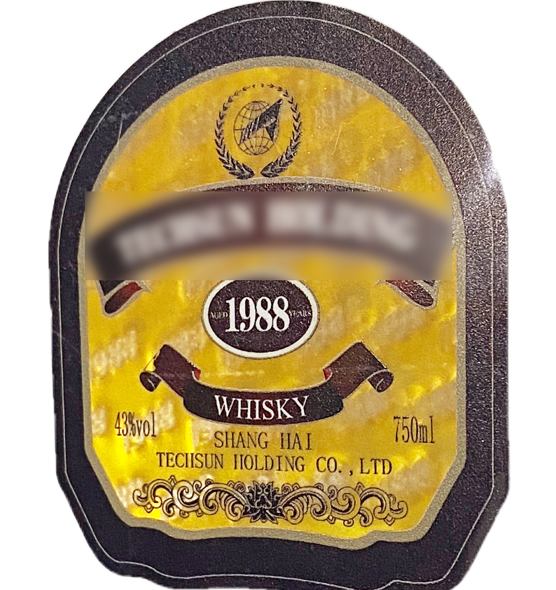 AGED 1988 YEARS
WHISKY
43%vol
750ml
SHANG HAI
TECHSUN HOLDING CO.,LTD